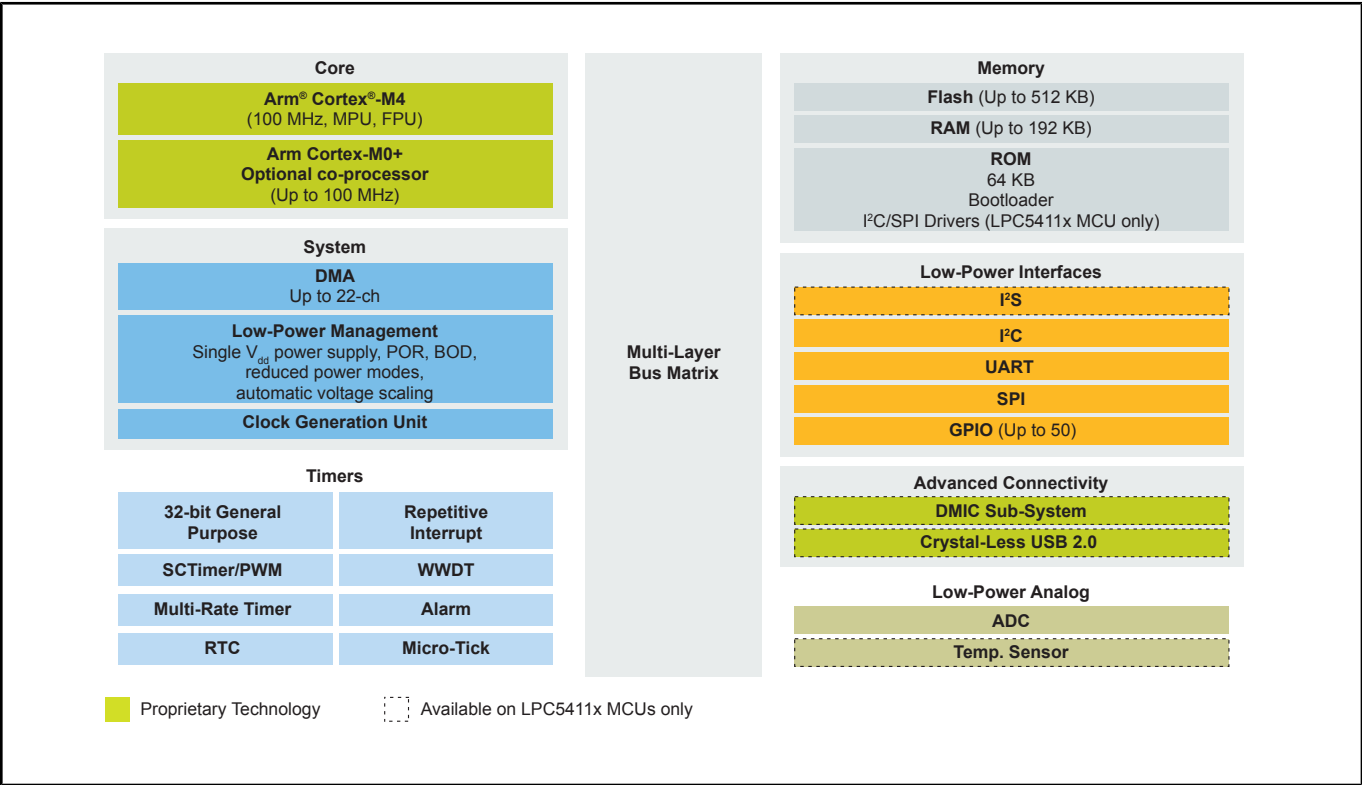 Core
Arm® Cortex®-M4
(100 MHz, MPU, FPU)
Arm Cortex-M0+
Optional co-processor
(Up to 100 MHz)
System
DMA
Up to 22-ch
Low-Power Management
Single Vdd power supply, POR, BOD,
reduced power modes,
automatic voltage scaling
Clock Generation Unit
Timers
32-bit General
Purpose
Repetitive
Interrupt
SCTimer/PWM
WWDT
Multi-Rate Timer
Alarm
RTC
Micro-Tick
Multi-Layer
Bus Matrix
Memory
Flash (Up to 512 KB)
RAM (Up to 192 KB)
ROM
64 KB
Bootloader
I²C/SPI Drivers (LPC5411x MCU only)
Low-Power Interfaces
I²S
I²C
UART
SPI
GPIO (Up to 50)
Advanced Connectivity
DMIC Sub-System
Crystal-Less USB 2.0
Low-Power Analog
ADC
Temp. Sensor
Proprietary Technology
Available on LPC5411x MCUs only